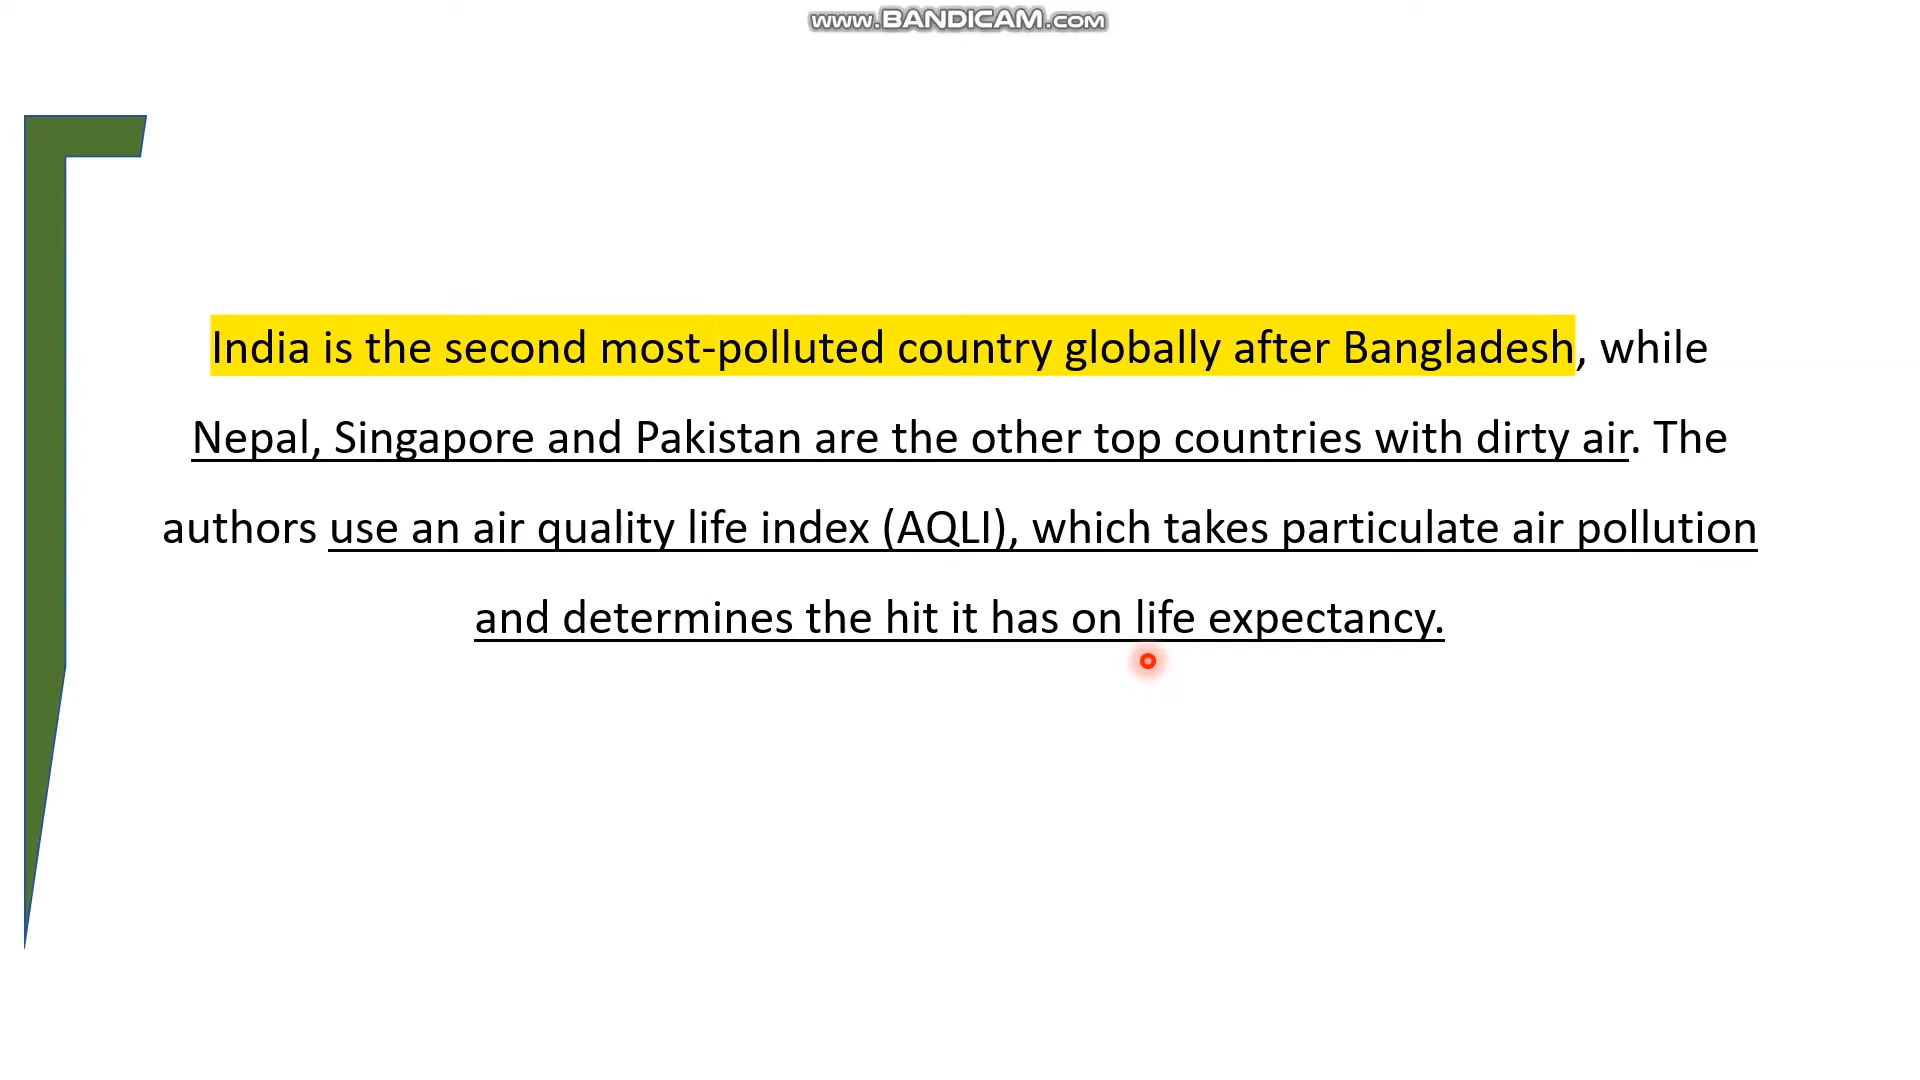 www.BANDICAM.com
India is the second most-polluted country globally after Bangladesh, while
Nepal, Singapore and Pakistan are the other top countries with dirty air. The
authors use an air quality life index (AQLI), which takes particulate air pollution
and determines the hit it has on life expectancy.